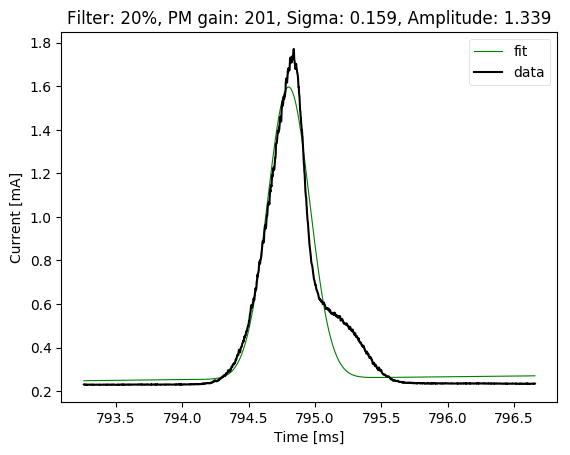 Filter: 20%, PM gain: 201, Sigma: 0.159, Amplitude: 1.339
fit
data
1.8
1.6
1.4
1.2
1.0
0.8
0.6
0.4
0.2
Current [mA]
793.5 794.0 794.5 795.0 795.5 796.0 796.5
Time [ms]